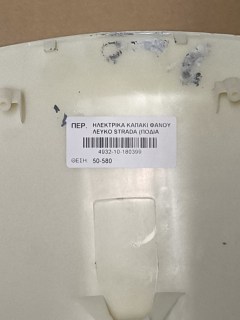 ΠΕΡ. ΗΛΕΚΤΡΙΚΑ ΚΑΠΑΚΙ ΦΑΝΟΥ
ΛΕΥΚΟ STRADA (ΠΟΔΙΑ
4932-10-180399
ΘΕΣΗ: 50-580